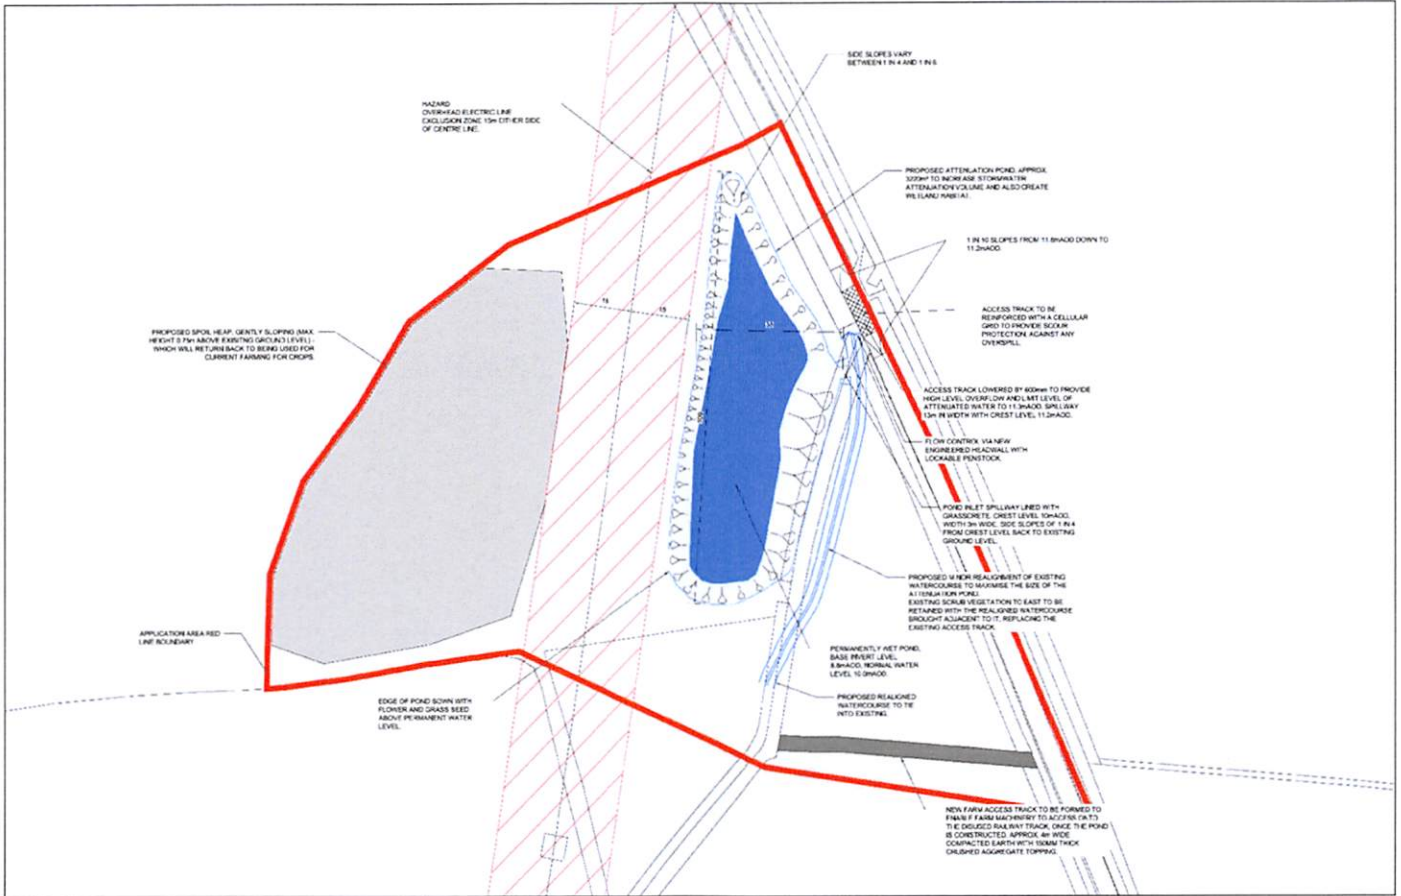 SIDE SLOPES VARY
BETWEEN 1 IN 4 AND 1 IN 6
HAZARD
OVERHEAD ELECTRIC LINE
EXCLUSION ZONE 15m EITHER SIDE
OF CENTRE LINE.
PROPOSED ATTENUATION POND, APPROX.
3220m² TO INCREASE STORMWATER
ATTENUATION VOLUME AND ALSO CREATE
WETLAND HABITAT.
1 IN 10 SLOPES FROM 11.8mAOD DOWN TO
11.2mAOD.
ACCESS TRACK TO BE
REINFORCED WITH A CELLULAR
GRID TO PROVIDE SCOUR
PROTECTION, AGAINST ANY
OVERSPILL.
PROPOSED SPOIL HEAP, GENTLY SLOPING (MAX.
HEIGHT 0.75m ABOVE EXISITNG GROUND LEVEL) -
WHICH WILL RETURN BACK TO BEING USED FOR
CURRENT FARMING FOR CROPS.
15
15
ACCESS TRACK LOWERED BY 600mm TO PROVIDE
HIGH LEVEL OVERFLOW AND LIMIT LEVEL OF
ATTENUATED WATER TO 11.3mAOD. SPILLWAY
13m IN WIDTH WITH CREST LEVEL 11.2mAOD.
FLOW CONTROL VIA NEW
ENGINEERED HEADWALL WITH
LOCKABLE PENSTOCK.
POND INLET SPILLWAY LINED WITH
GRASSCRETE, CREST LEVEL 10mAOD,
WIDTH 3m WIDE, SIDE SLOPES OF 1 IN 4
FROM CREST LEVEL BACK TO EXISTING
GROUND LEVEL.
PROPOSED MINOR REALIGNMENT OF EXISTING
WATERCOURSE TO MAXIMISE THE SIZE OF THE
ATTENUATION POND.
EXISTING SCRUB VEGETATION TO EAST TO BE
RETAINED WITH THE REALIGNED WATERCOURSE
BROUGHT ADJACENT TO IT, REPLACING THE
EXISTING ACCESS TRACK.
APPLICATION AREA RED
LINE BOUNDARY
PERMANENTLY WET POND,
BASE INVERT LEVEL
NORMAL WATER
LEVEL 10.0mAOD.
EDGE OF POND SOWN WITH
FLOWER AND GRASS SEED
ABOVE PERMANENT WATER
LEVEL.
PROPOSED REALIGNED
WATERCOURSE TO TIE
INTO EXISTING.
NEW FARM ACCESS TRACK TO BE FORMED TO
ENABLE FARM MACHINERY TO ACCESS ONTO
THE DISUSED RAILWAY TRACK, ONCE THE POND
IS CONSTRUCTED. APPROX. 4m WIDE
COMPACTED EARTH WITH 150MM THICK
CRUSHED AGGREGATE TOPPING.